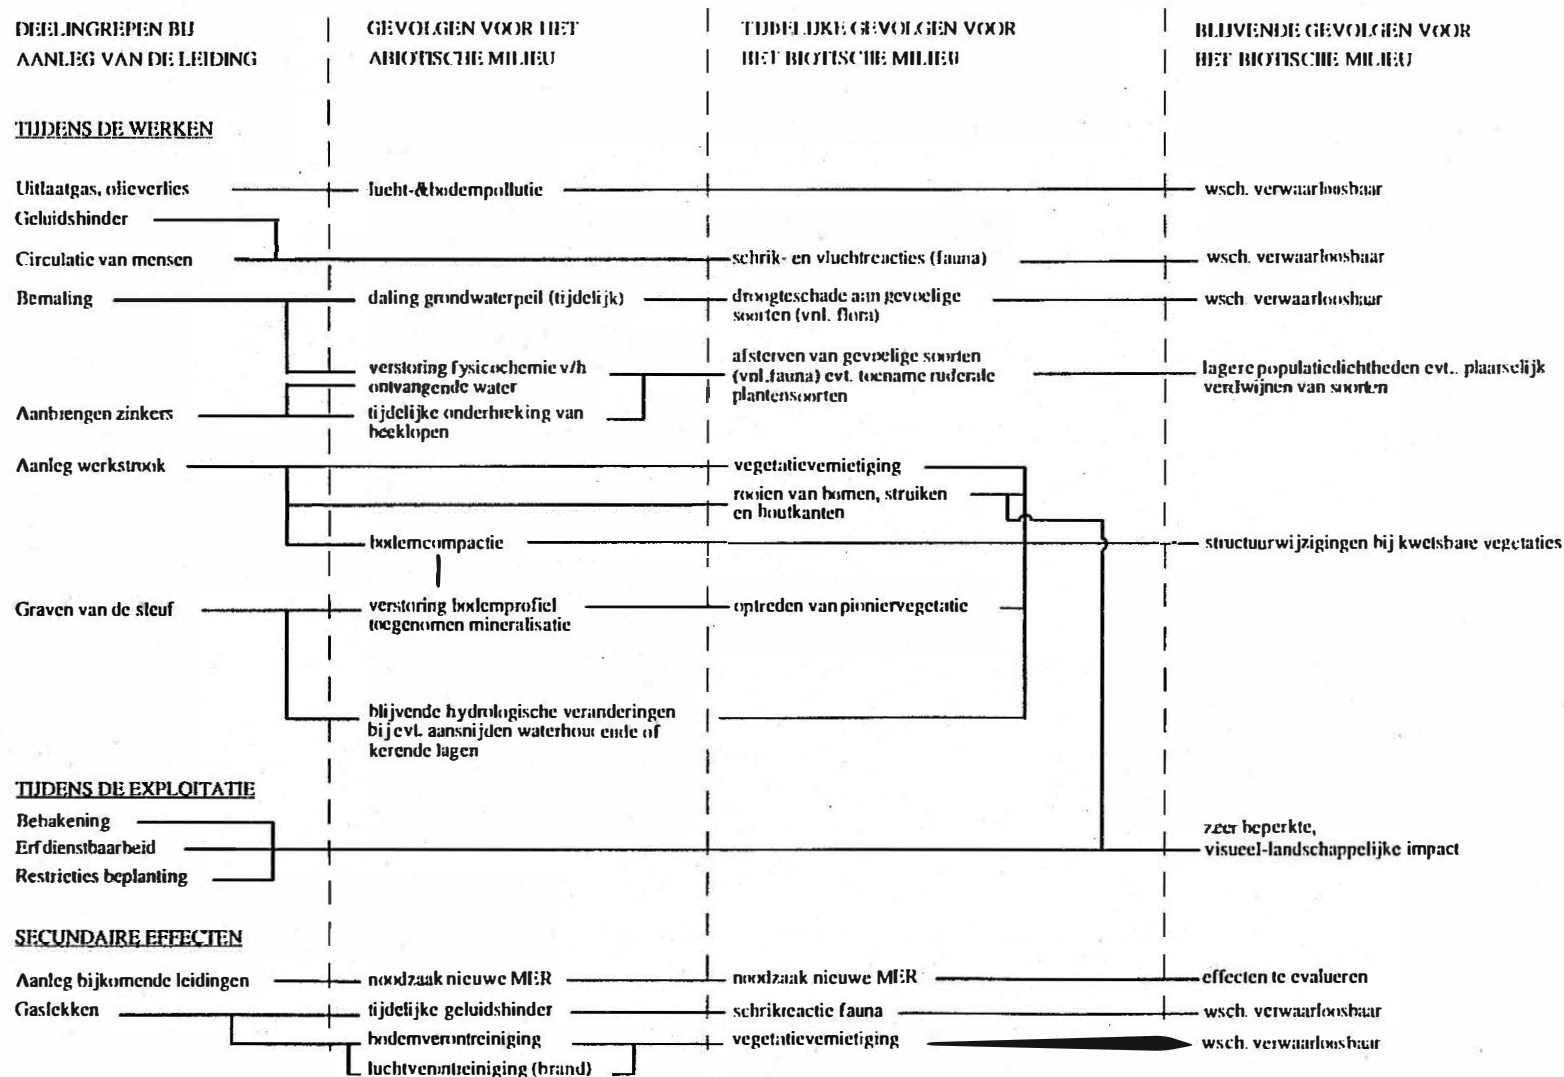 DEELINGREPEN BIJ
AANLEG VAN DE LEIDING
GEVOLGEN VOOR HET
ABIOTISCHE MILIEU
TIJDELIJKE GEVOLGEN VOOR
HET BIOTISCHE MILIEU
BLIJVENDE GEVOLGEN VOOR
HET BIOTISCHE MILIEU
TIJDENS DE WERKEN
Uitlaatgas, olieverlies
lucht-&bodempollutie
wsch. verwaarloosbaar
Geluidshinder
Circulatie van mensen
schrik- en vluchtreacties (fauna)
wsch. verwaarloosbaar
Bemaling
daling grondwaterpeil (tijdelijk)
droogteschade aan gevoelige
soorten (vnl. flora)
wsch. verwaarloosbaar
verstoring fysicochemie v/h
ontvangende water
afsterven van gevoelige soorten
(vnl.fauna) evt. toename ruderale
plantensoorten
lagere populatiedichtheden evt.. plaatselijk
verdwijnen van soorten
Aanbrengen zinkers
tijdelijke onderbreking van
beeklopen
Aanleg werkstrook
vegetatievernietiging
rooien van bomen, struiken
en houtkanten
bodemcompactie
structuurwijzigingen bij kwetsbare vegetaties
Graven van de sleuf
verstoring bodemprofiel
toegenomen mineralisatie
optreden van pioniervegetatie
blijvende hydrologische veranderingen
bij evt. aansnijden waterhoudende of
kerende lagen
TIJDENS DE EXPLOITATIE
Bebakening
Erfdienstbaarheid
Restricties beplanting
zeer beperkte,
visueel-landschappelijke impact
SECUNDAIRE EFFECTEN
Aanleg bijkomende leidingen
noodzaak nieuwe MER
noodzaak nieuwe MER
effecten te evalueren
Gaslekken
tijdelijke geluidshinder
schrikreactie fauna
wsch. verwaarloosbaar
bodemverontreiniging
vegetatievernietiging
wsch. verwaarloosbaar
luchtverontreiniging (brand)